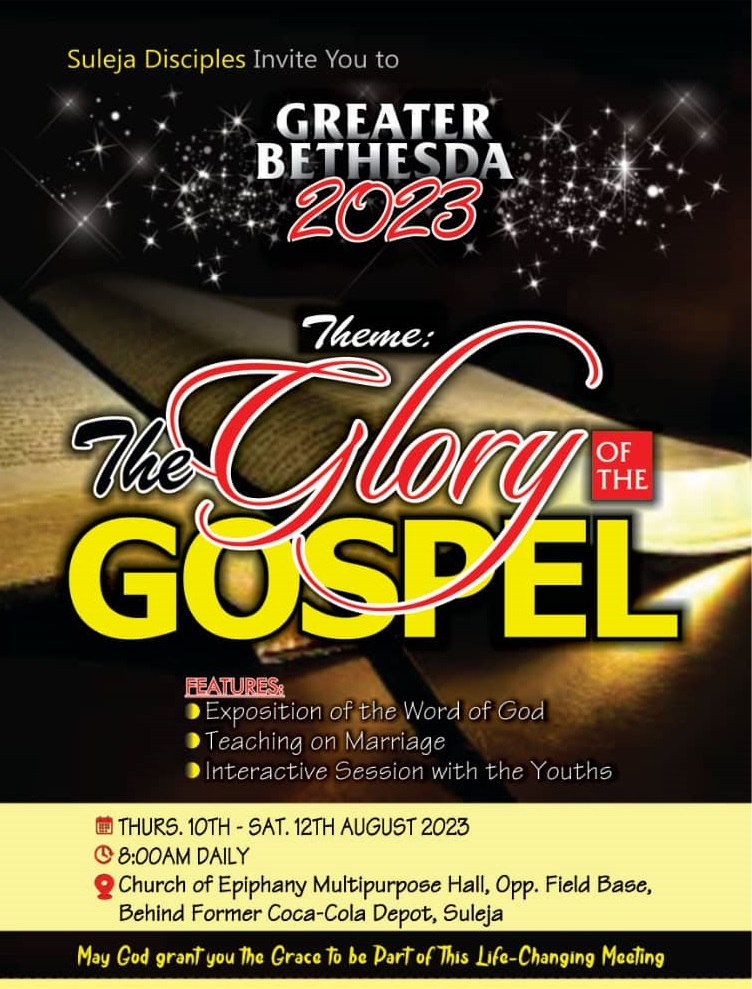 Suleja Disciples Invite You to
GREATER
BETHESDA
2023
Theme:
The Glory OF THE
GOSPEL
FEATURES:
Exposition of the Word of God
Teaching on Marriage
Interactive Session with the Youths
THURS. 10TH - SAT. 12TH AUGUST 2023
8:00AM DAILY
Church of Epiphany Multipurpose Hall, Opp. Field Base,
Behind Former Coca-Cola Depot, Suleja
May God grant you the Grace to be Part of This Life-Changing Meeting